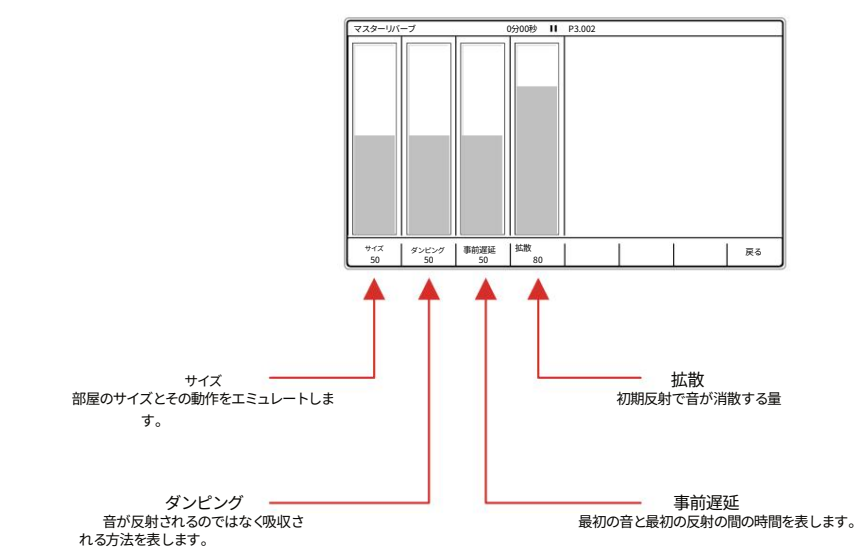 マスターリバーブ 0分00秒 P3.002
サイズ ダンピング 事前遅延 拡散 戻る
50 50 50 80
サイズ
部屋のサイズとその動作をエミュレートしま
す。
拡散
初期反射で音が消散する量
ダンピング
音が反射されるのではなく吸収さ
れる方法を表します。
事前遅延
最初の音と最初の反射の間の時間を表します。